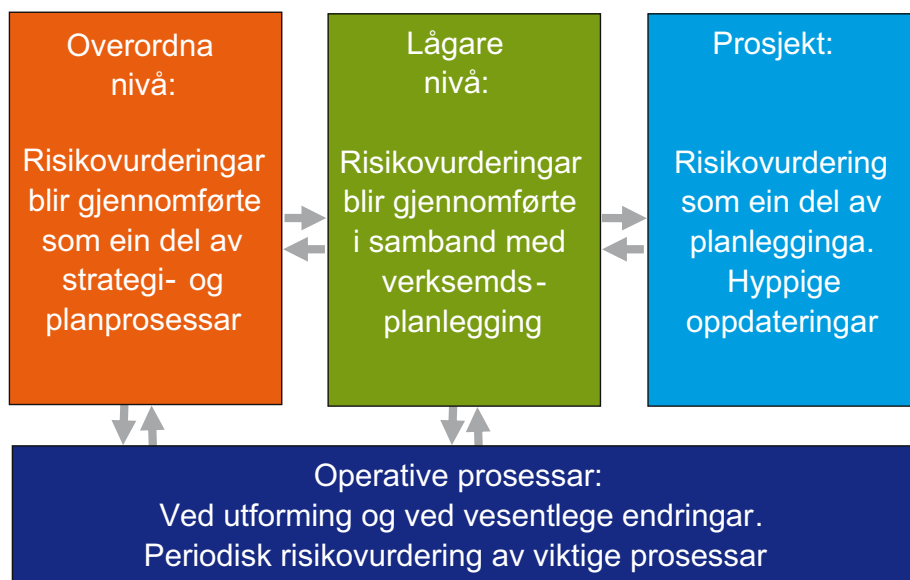 Overordna
nivå:
Risikovurderingar
blir gjennomførte
som ein del av
strategi- og
planprosessar
Lågare
nivå:
Risikovurderingar
blir gjennomførte
i samband med
verksemds-
planlegging
Prosjekt:
Risikovurdering
som ein del av
planlegginga.
Hyppige
oppdateringar
Operative prosessar:
Ved utforming og ved vesentlege endringar.
Periodisk risikovurdering av viktige prosessar